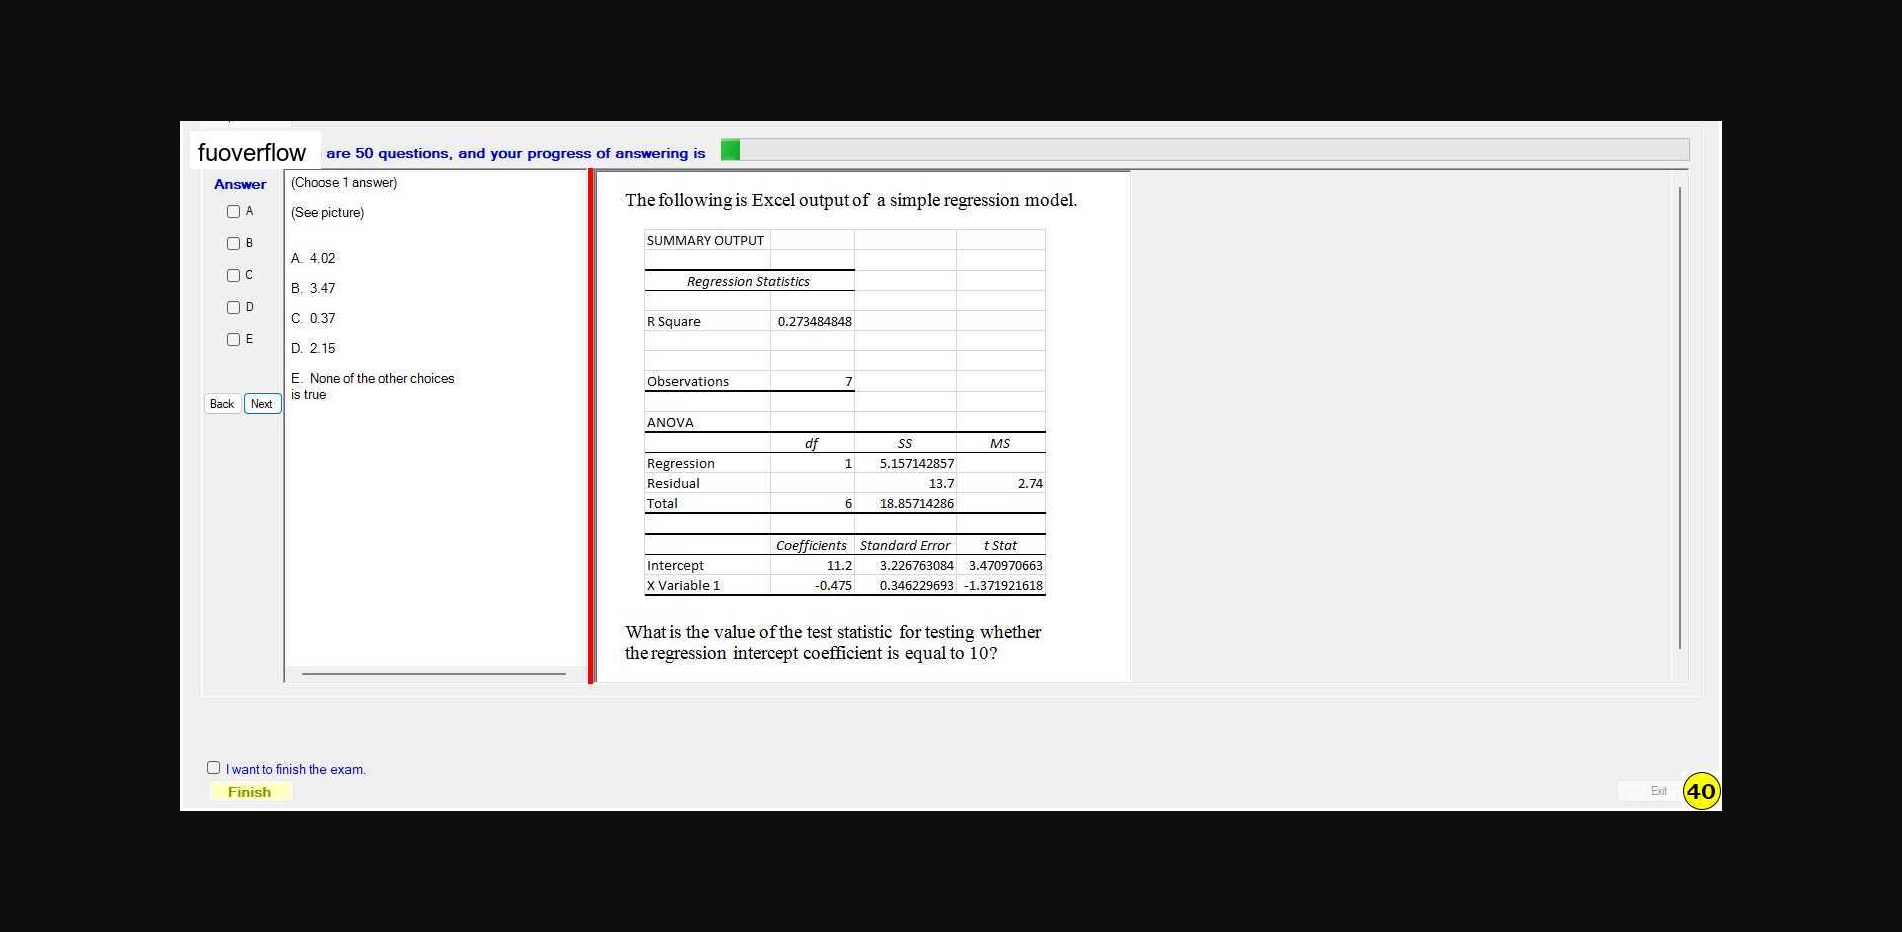 fuoverflow are 50 questions, and your progress of answering is
Answer
A
B
C
D
E
Back Next
(Choose 1 answer)
(See picture)
A. 4.02
B. 3.47
C. 0.37
D. 2.15
E. None of the other choices
is true
The following is Excel output of a simple regression model.
SUMMARY OUTPUT
Regression Statistics
R Square 0.273484848
Observations 7
ANOVA
df SS MS
Regression 1 5.157142857
Residual 13.7 2.74
Total 6 18.85714286
Coefficients Standard Error t Stat
Intercept 11.2 3.226763084 3.470970663
X Variable 1 -0.475 0.346229693 -1.371921618
What is the value of the test statistic for testing whether
the regression intercept coefficient is equal to 10?
I want to finish the exam.
Finish
Exit 40